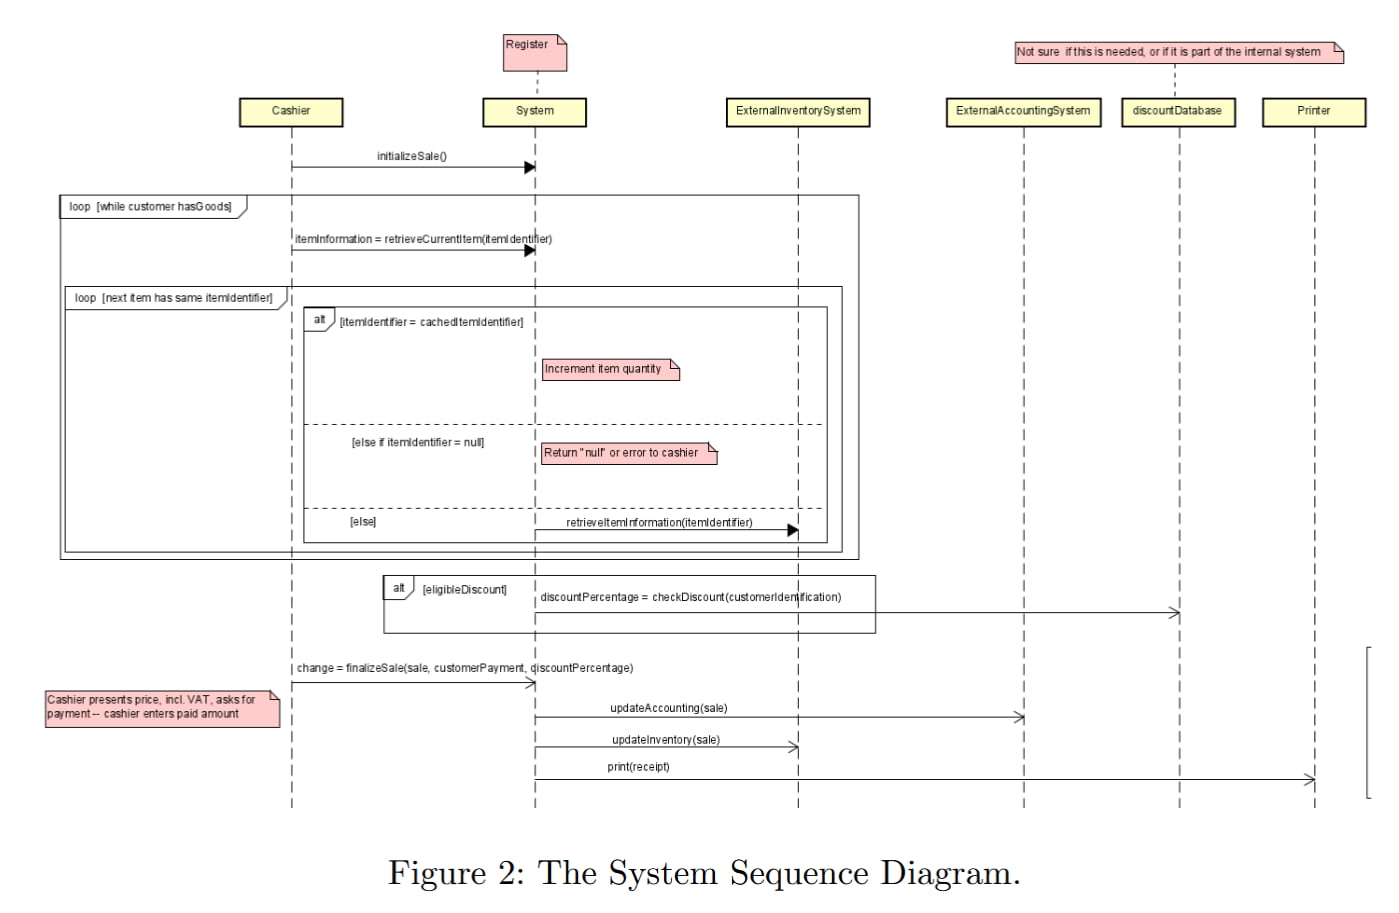 Register
Not sure if this is needed, or if it is part of the internal system
Cashier
System
ExternalInventorySystem
ExternalAccountingSystem
discountDatabase
Printer
initializeSale()
loop [while customer hasGoods]
itemInformation = retrieveCurrentItem(itemIdentifier)
loop [next item has same itemIdentifier]
alt [itemIdentifier = cachedItemIdentifier]
Increment item quantity
[else if itemIdentifier = null]
Return "null" or error to cashier
[else]
retrieveItemInformation(itemIdentifier)
alt [eligibleDiscount]
discountPercentage = checkDiscount(customerIdentification)
change = finalizeSale(sale, customerPayment, discountPercentage)
Cashier presents price, incl. VAT, asks for
payment -- cashier enters paid amount
updateAccounting(sale)
updateInventory(sale)
print(receipt)
Figure 2: The System Sequence Diagram.